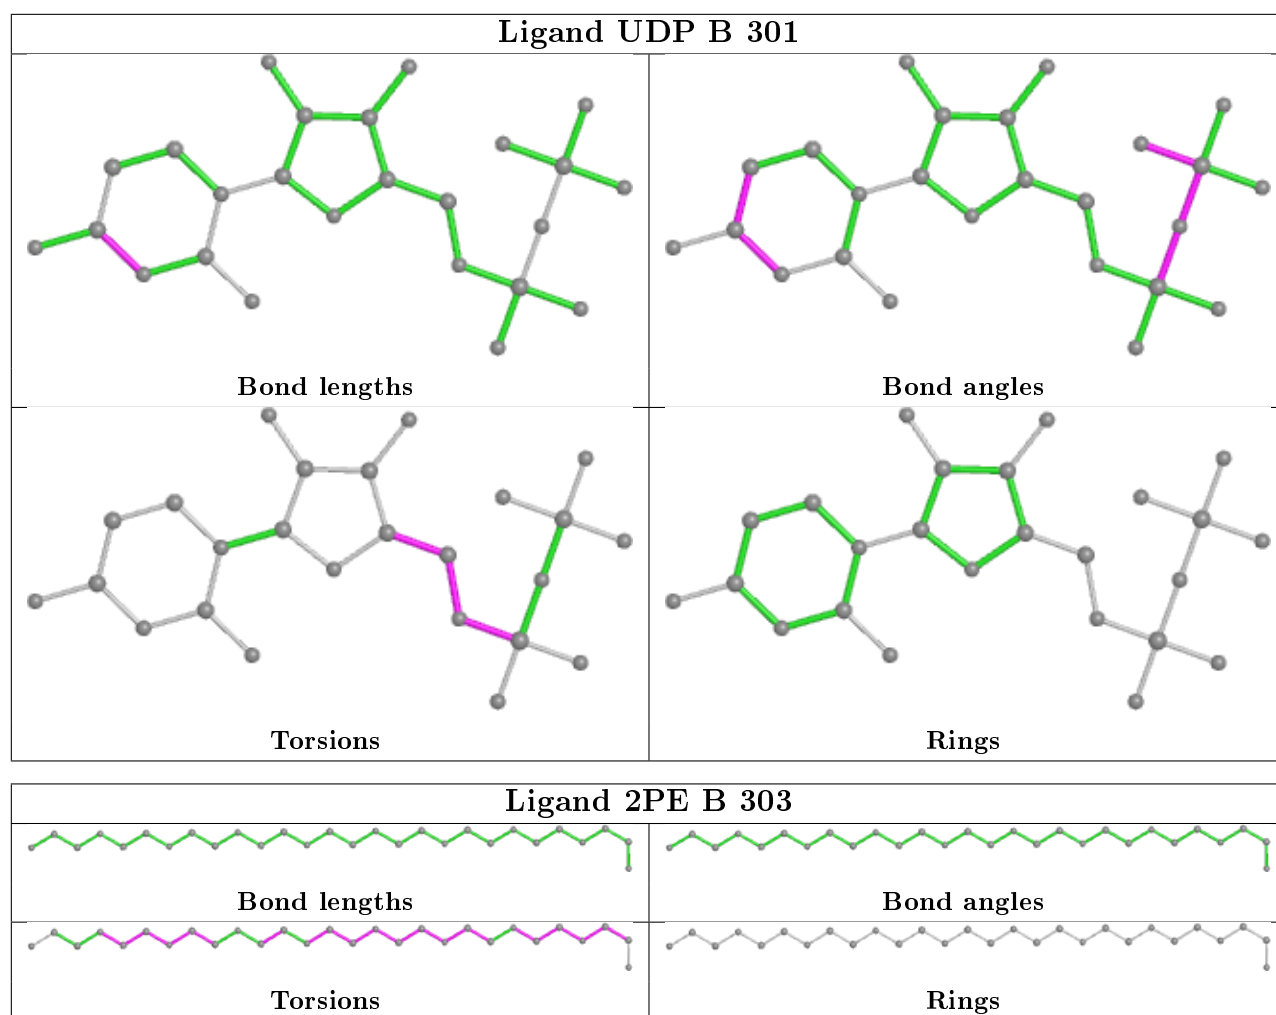 Ligand UDP B 301
Bond lengths
Bond angles
Torsions
Rings
Ligand 2PE B 303
Bond lengths
Bond angles
Torsions
Rings